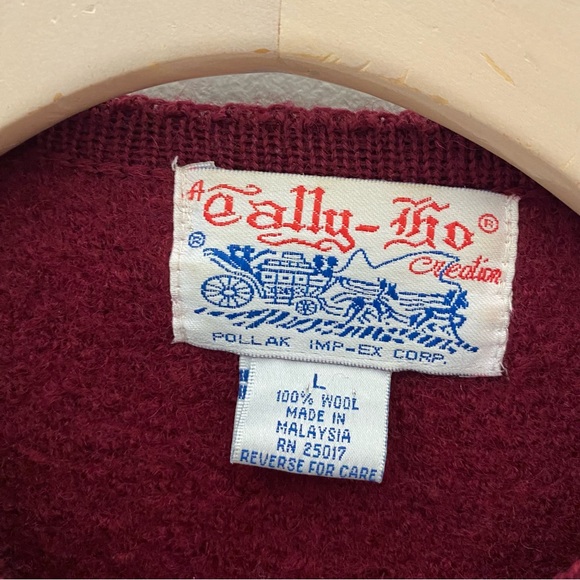 A Tally-Ho ®
® Creation
POLLAK IMP-EX CORP.
L
100% WOOL
MADE IN
MALAYSIA
RN 25017
REVERSE FOR CARE